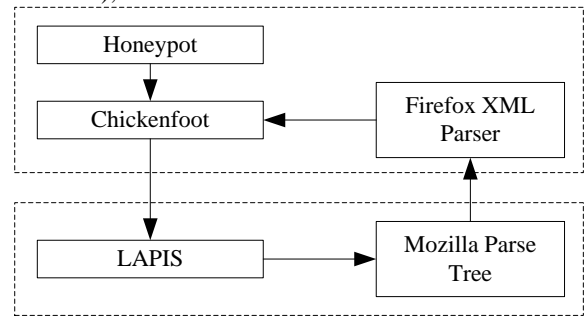 Honeypot
Chickenfoot
Firefox XML
Parser
LAPIS
Mozilla Parse
Tree